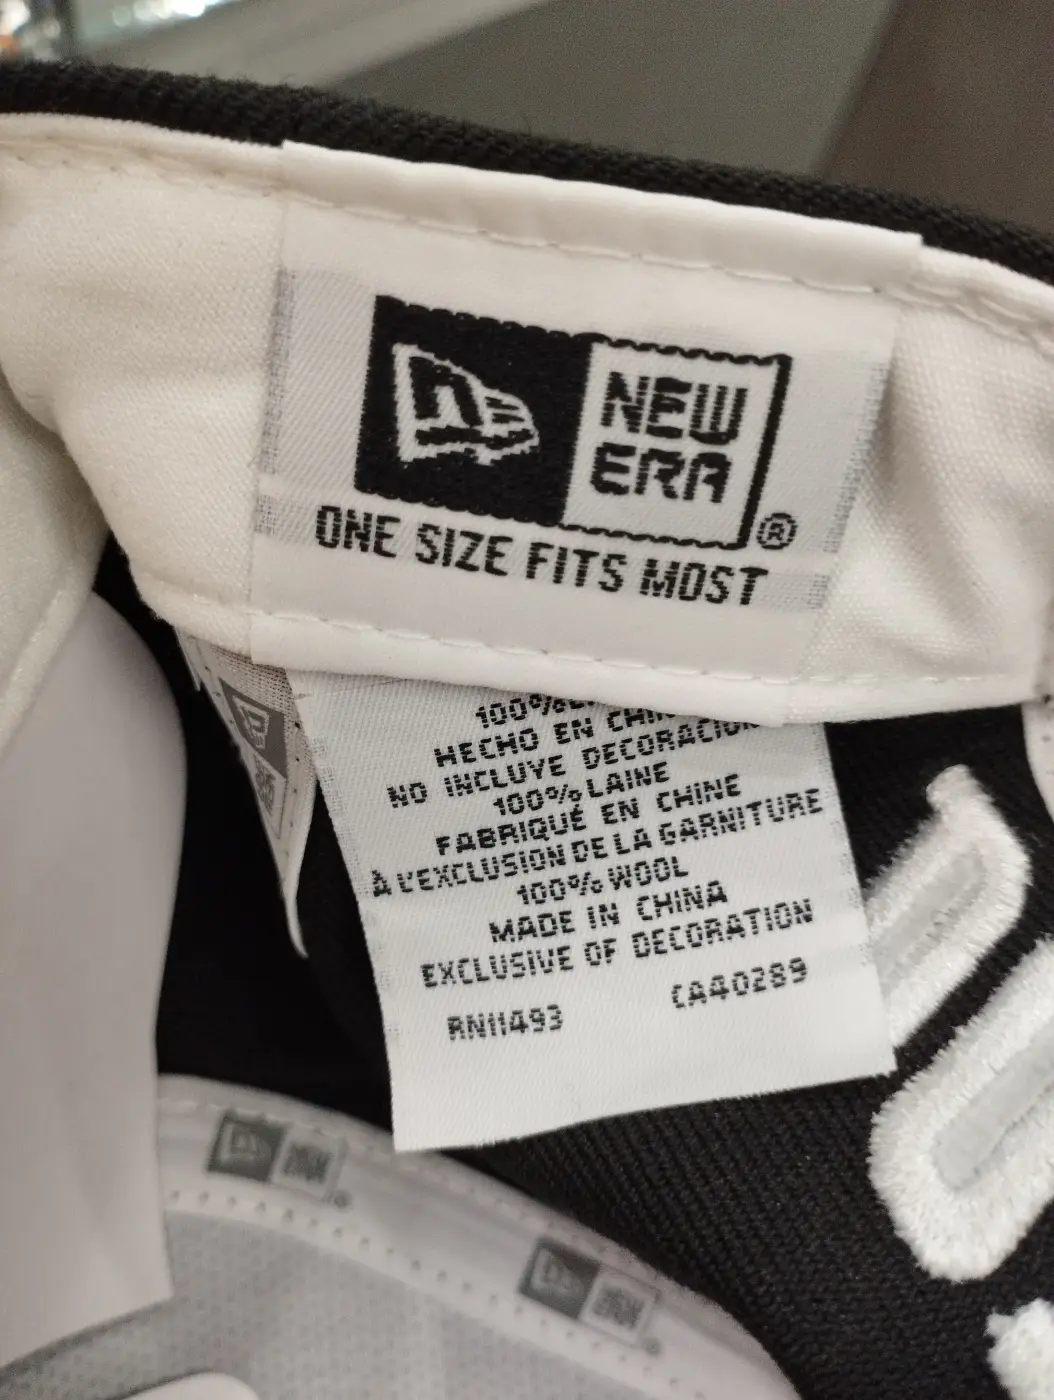 NEW
ERA
®
ONE SIZE FITS MOST
100%
HECHO EN
NO INCLUYE DECORACION
100% LAINE
FABRIQUÉ EN CHINE
À L'EXCLUSION DE LA GARNITURE
100% WOOL
MADE IN CHINA
EXCLUSIVE OF DECORATION
RN11493 CA40289